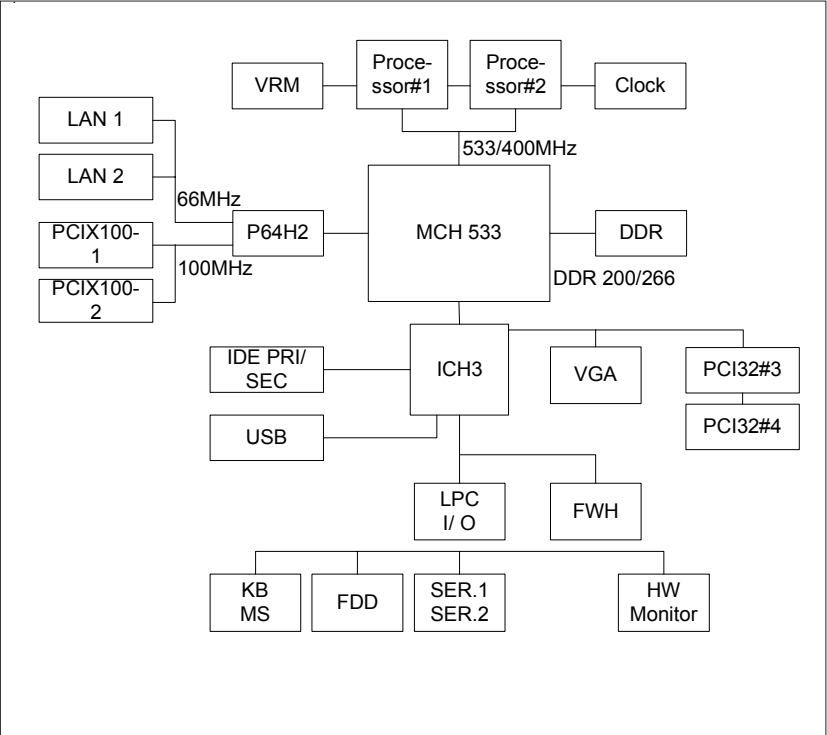 Proce-
ssor#1
Proce-
ssor#2
VRM
Clock
LAN 1
533/400MHz
LAN 2
66MHz
PCIX100-
1
P64H2
MCH 533
DDR
100MHz
DDR 200/266
PCIX100-
2
IDE PRI/
SEC
ICH3
VGA
PCI32#3
PCI32#4
USB
LPC
I/ O
FWH
KB
MS
FDD
SER.1
SER.2
HW
Monitor